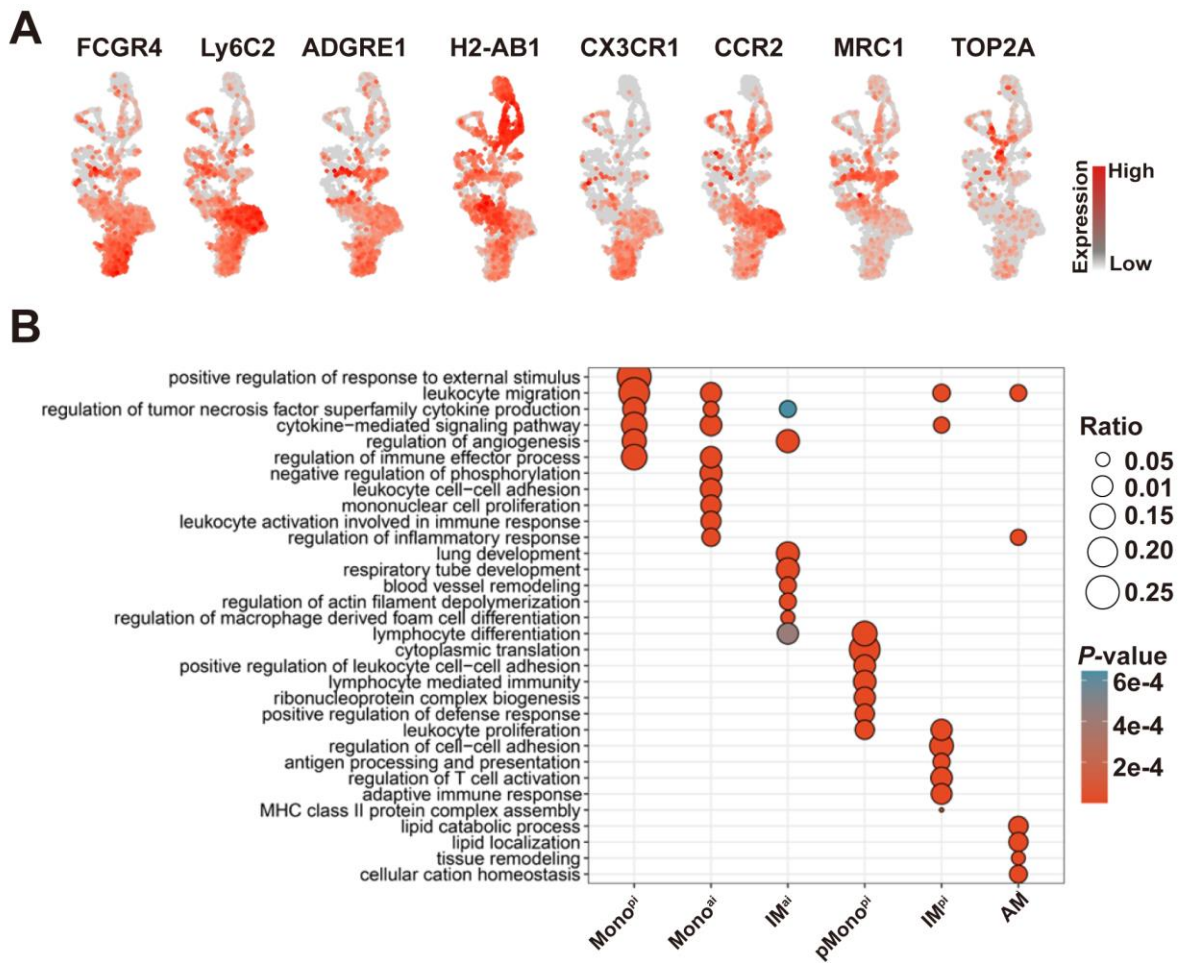 A
FCGR4 Ly6C2 ADGRE1 H2-AB1 CX3CR1 CCR2 MRC1 TOP2A
Expression
High
Low
B
positive regulation of response to external stimulus
leukocyte migration
regulation of tumor necrosis factor superfamily cytokine production
cytokine−mediated signaling pathway
regulation of angiogenesis
regulation of immune effector process
negative regulation of phosphorylation
leukocyte cell−cell adhesion
mononuclear cell proliferation
leukocyte activation involved in immune response
regulation of inflammatory response
lung development
respiratory tube development
blood vessel remodeling
regulation of actin filament depolymerization
regulation of macrophage derived foam cell differentiation
lymphocyte differentiation
cytoplasmic translation
positive regulation of leukocyte cell−cell adhesion
lymphocyte mediated immunity
ribonucleoprotein complex biogenesis
positive regulation of defense response
leukocyte proliferation
regulation of cell−cell adhesion
antigen processing and presentation
regulation of T cell activation
adaptive immune response
MHC class II protein complex assembly
lipid catabolic process
lipid localization
tissue remodeling
cellular cation homeostasis
Mono^pi Mono^ai IM^ai pMono^pi IM^pi AM
Ratio
0.05
0.01
0.15
0.20
0.25
P-value
6e-4
4e-4
2e-4